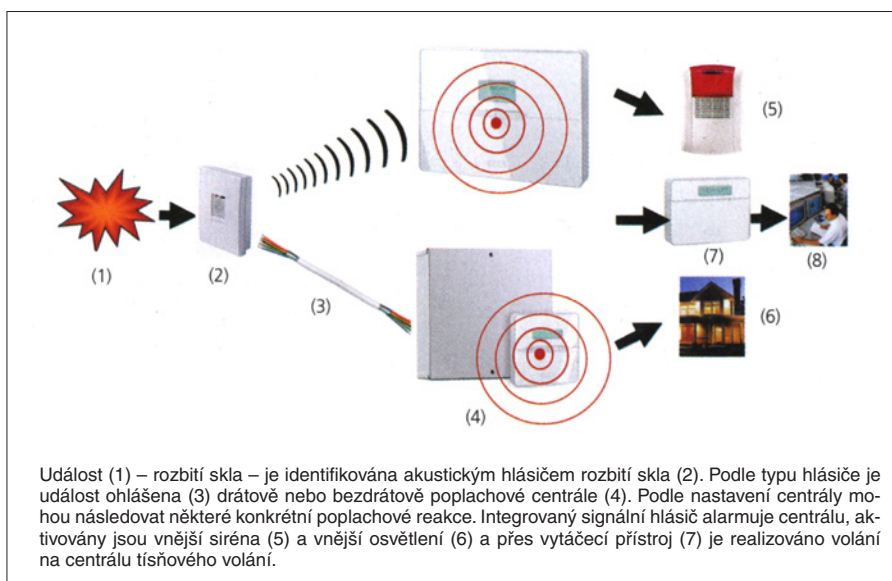 (5)
(1)
(2)
(3)
(7)
(8)
(6)
(4)
Událost (1) – rozbití skla – je identifikována akustickým hlásičem rozbití skla (2). Podle typu hlásiče je
událost ohlášena (3) drátově nebo bezdrátově poplachové centrále (4). Podle nastavení centrály mo-
hou následovat některé konkrétní poplachové reakce. Integrovaný signální hlásič alarmuje centrálu, ak-
tivovány jsou vnější siréna (5) a vnější osvětlení (6) a přes vytáčecí přístroj (7) je realizováno volání
na centrálu tísňového volání.